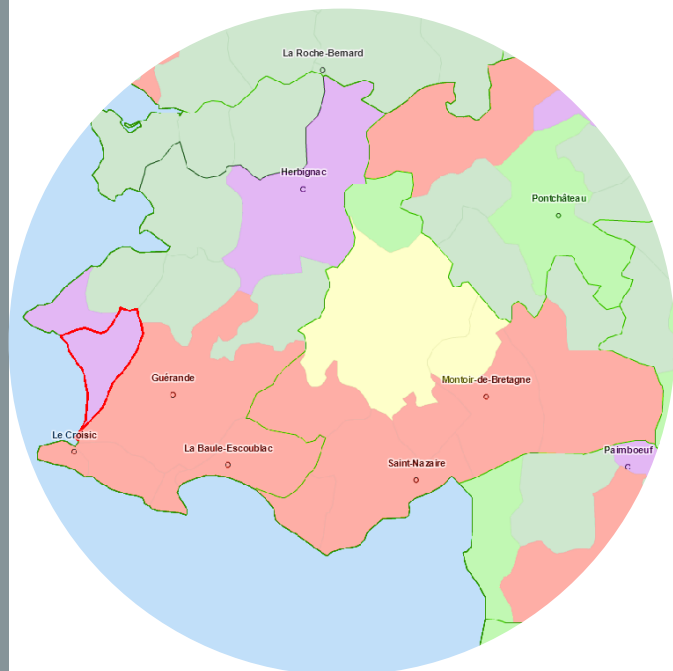 La Roche-Bernard
Herbignac
Pontchâteau
Guérande
Montoir-de-Bretagne
Le Croisic
La Baule-Escoublac
Saint-Nazaire
Paimboeuf